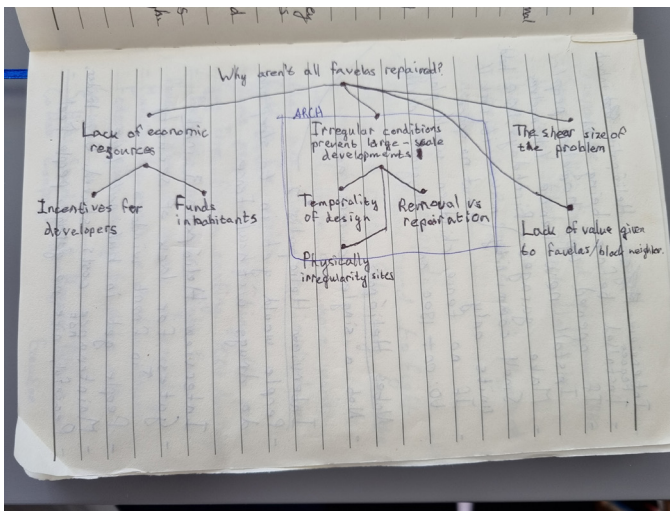 Why aren't all favelas repaired?
ARCH
Lack of economic
resources
Irregular conditions
prevent large-scale
developments
The shear size of
the problem
Incentives for
developers
Funds
inhabitants
Temporality
of design
Removal vs
repairation
Lack of value given
to favelas/black neighbor.
Physically
irregularity sites